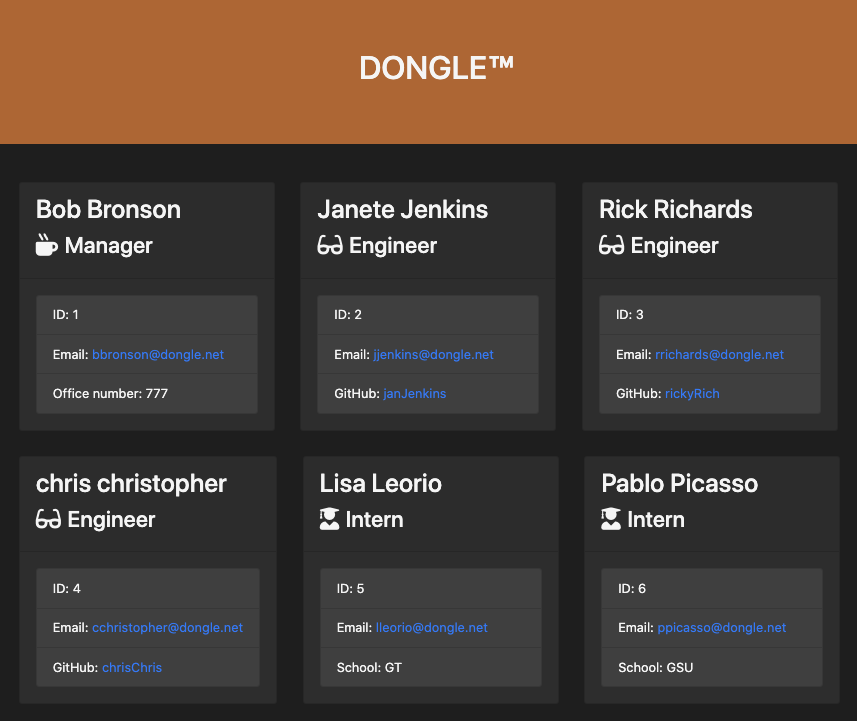 DONGLE™
Bob Bronson
Manager
ID: 1
Email: bbronson@dongle.net
Office number: 777
Janete Jenkins
Engineer
ID: 2
Email: jjenkins@dongle.net
GitHub: janJenkins
Rick Richards
Engineer
ID: 3
Email: rrichards@dongle.net
GitHub: rickyRich
chris christopher
Engineer
ID: 4
Email: cchristopher@dongle.net
GitHub: chrisChris
Lisa Leorio
Intern
ID: 5
Email: lleorio@dongle.net
School: GT
Pablo Picasso
Intern
ID: 6
Email: ppicasso@dongle.net
School: GSU